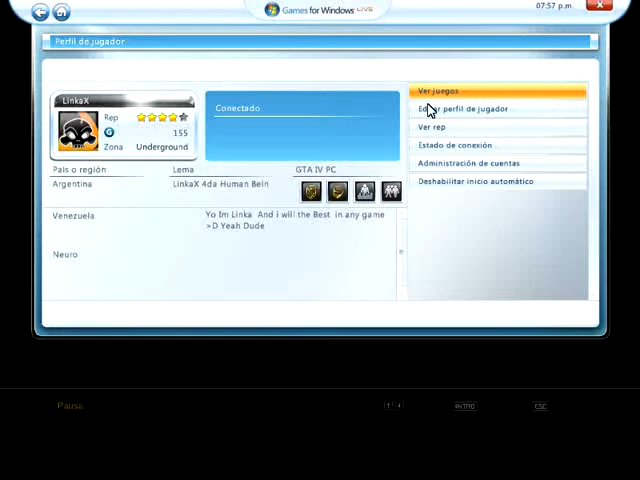 Games for Windows LIVE
07:57 p.m.
Perfil de jugador
LinkaX
Rep
G 155
Zona Underground
Conectado
País o región
Argentina
Lema
LinkaX 4da Human Bein
GTA IV PC
Venezuela
Yo Im Linka And i will the Best in any game
>D Yeah Dude
Neuro
Ver juegos
Editar perfil de jugador
Ver rep
Estado de conexión
Administración de cuentas
Deshabilitar inicio automático
Pausa
INTRO
ESC